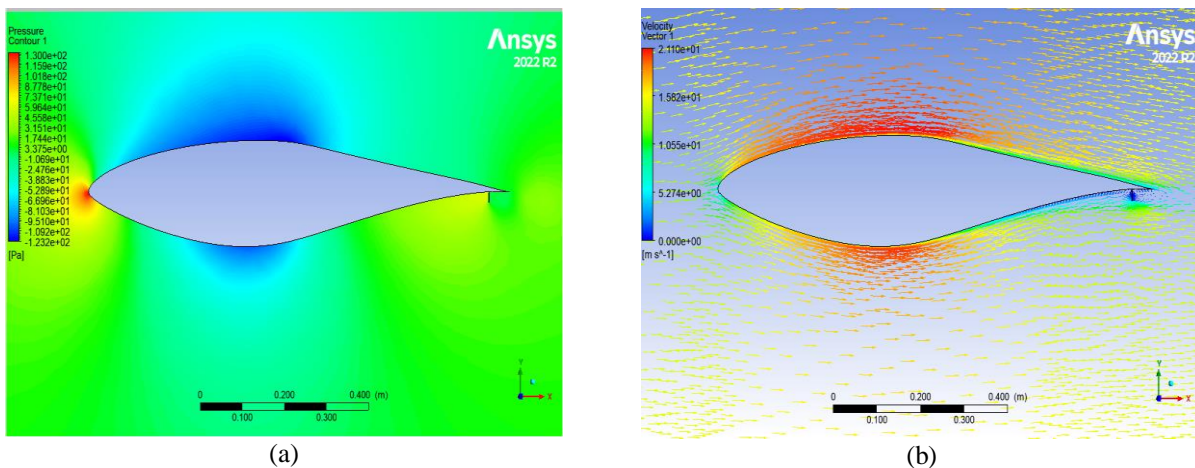 Pressure
Contour 1
1.300e+02
1.159e+02
1.018e+02
8.778e+01
7.371e+01
5.964e+01
4.558e+01
3.151e+01
1.744e+01
3.375e+00
-1.069e+01
-2.476e+01
-3.883e+01
-5.289e+01
-6.696e+01
-8.103e+01
-9.510e+01
-1.092e+02
-1.232e+02
[Pa]
Ansys
2022 R2
0 0.200 0.400 (m)
0.100 0.300
Y
X
(a)
Velocity
Vector 1
2.110e+01
1.582e+01
1.055e+01
5.274e+00
0.000e+00
[m s^-1]
Ansys
2022 R2
0 0.200 0.400 (m)
0.100 0.300
Y
X
(b)